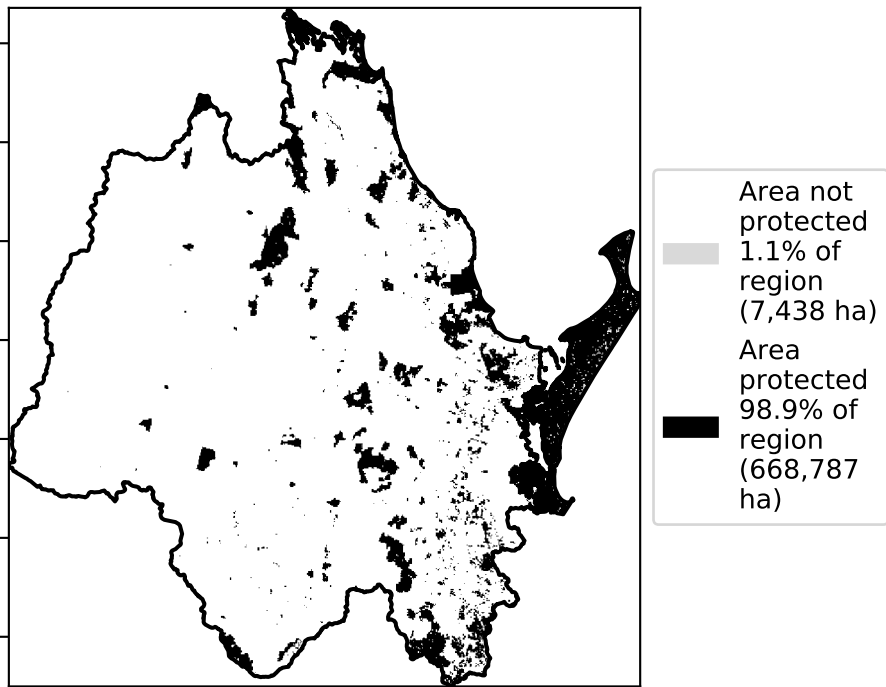 Area not
protected
1.1% of
region
(7,438 ha)
Area
protected
98.9% of
region
(668,787
ha)